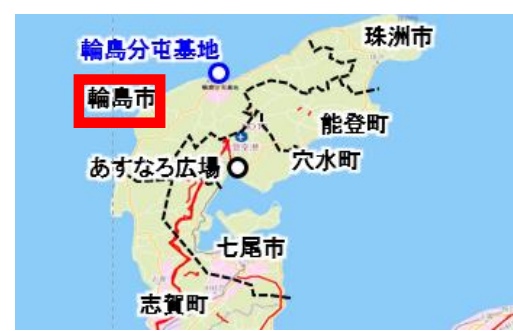 珠洲市
輪島分屯基地
輪島市
能登町
穴水町
あすなろ広場
七尾市
志賀町